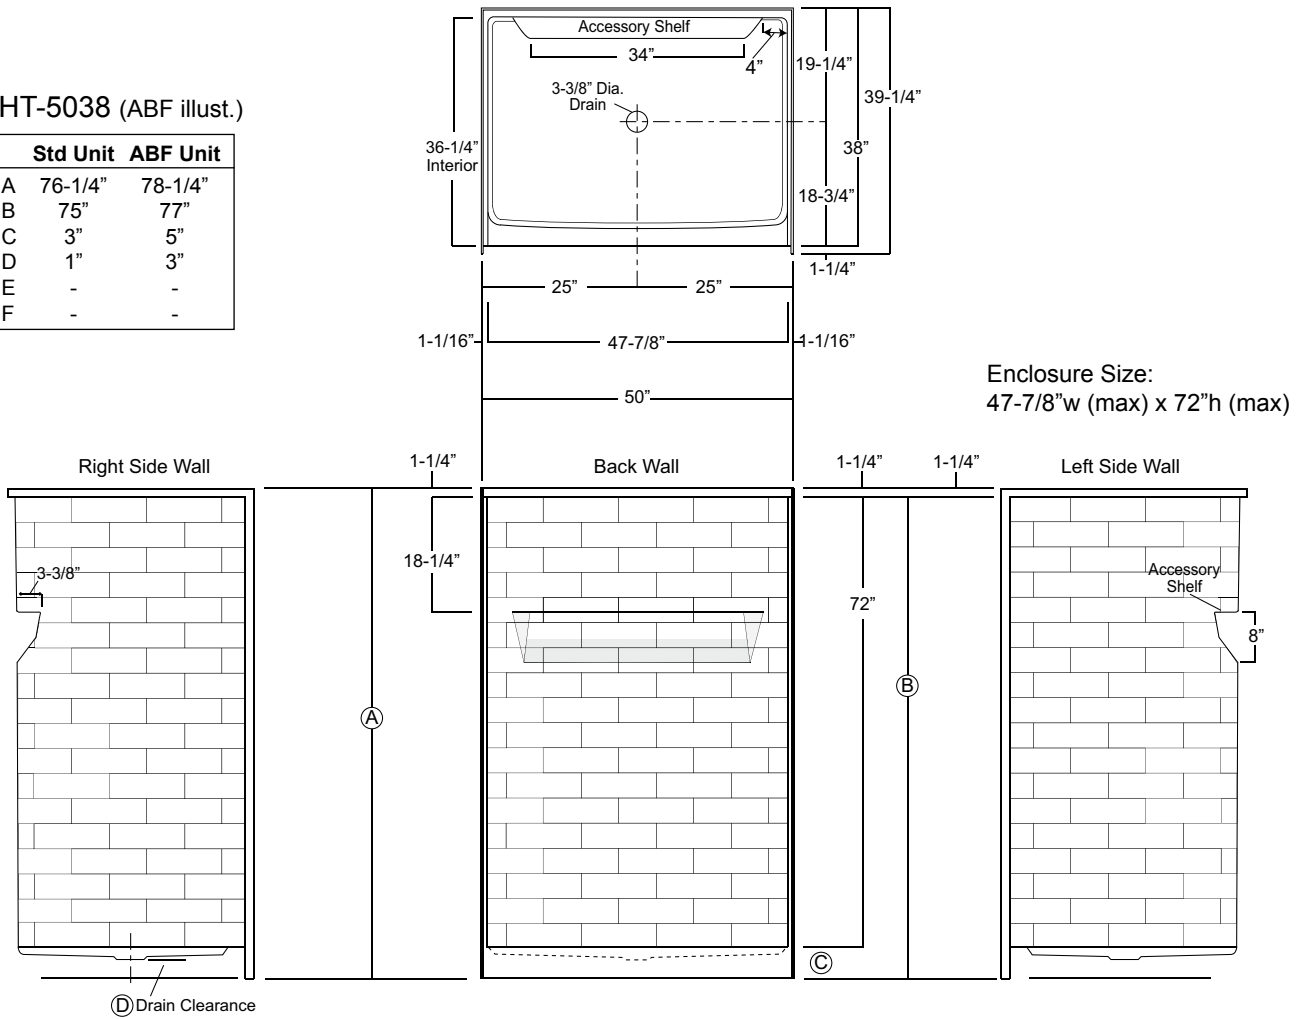 Accessory Shelf
34”
4”
19-1/4”
39-1/4”
3-3/8” Dia.
Drain
36-1/4”
Interior
38”
18-3/4”
1-1/4”
25”
25”
1-1/16”
47-7/8”
1-1/16”
50”
HT-5038 (ABF illust.)
Std Unit ABF Unit
A 76-1/4” 78-1/4”
B 75” 77”
C 3” 5”
D 1” 3”
E - -
F - -
Enclosure Size:
47-7/8”w (max) x 72”h (max)
Right Side Wall
1-1/4”
Back Wall
1-1/4”
1-1/4”
Left Side Wall
18-1/4”
3-3/8”
72”
Accessory
Shelf
8”
A
B
C
D Drain Clearance